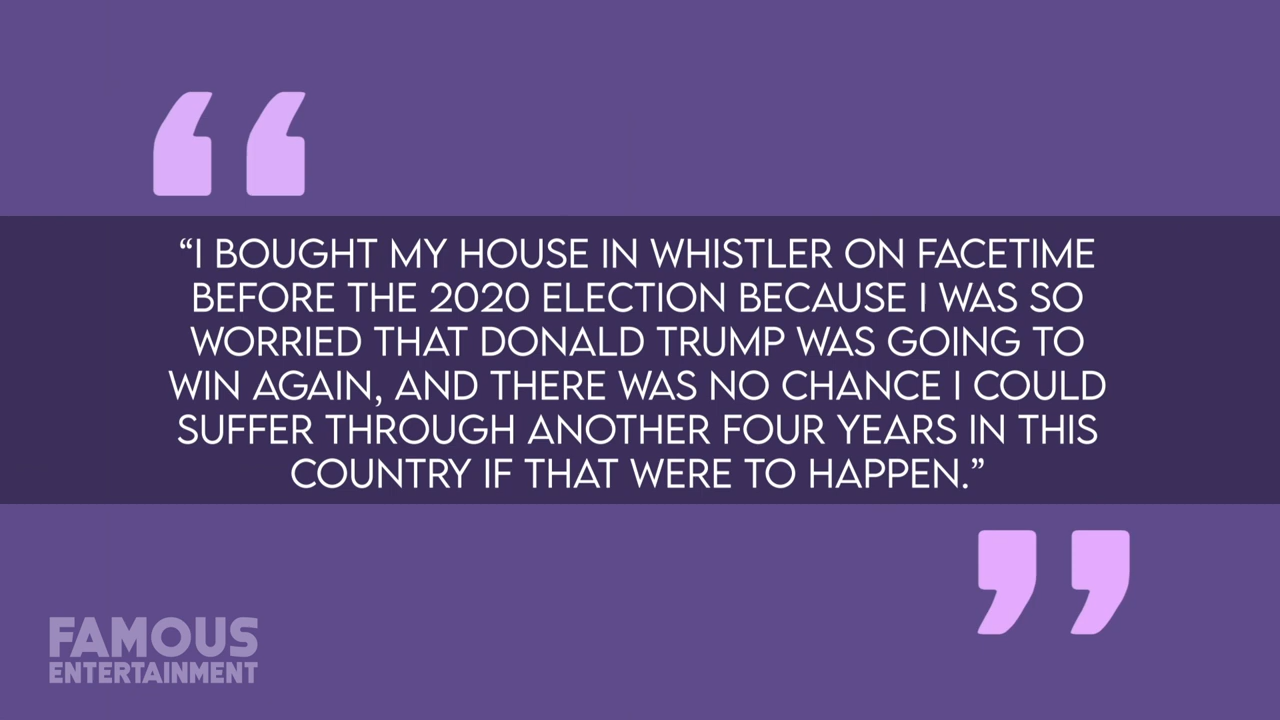 “I BOUGHT MY HOUSE IN WHISTLER ON FACETIME
BEFORE THE 2020 ELECTION BECAUSE I WAS SO
WORRIED THAT DONALD TRUMP WAS GOING TO
WIN AGAIN, AND THERE WAS NO CHANCE I COULD
SUFFER THROUGH ANOTHER FOUR YEARS IN THIS
COUNTRY IF THAT WERE TO HAPPEN.”
FAMOUS
ENTERTAINMENT